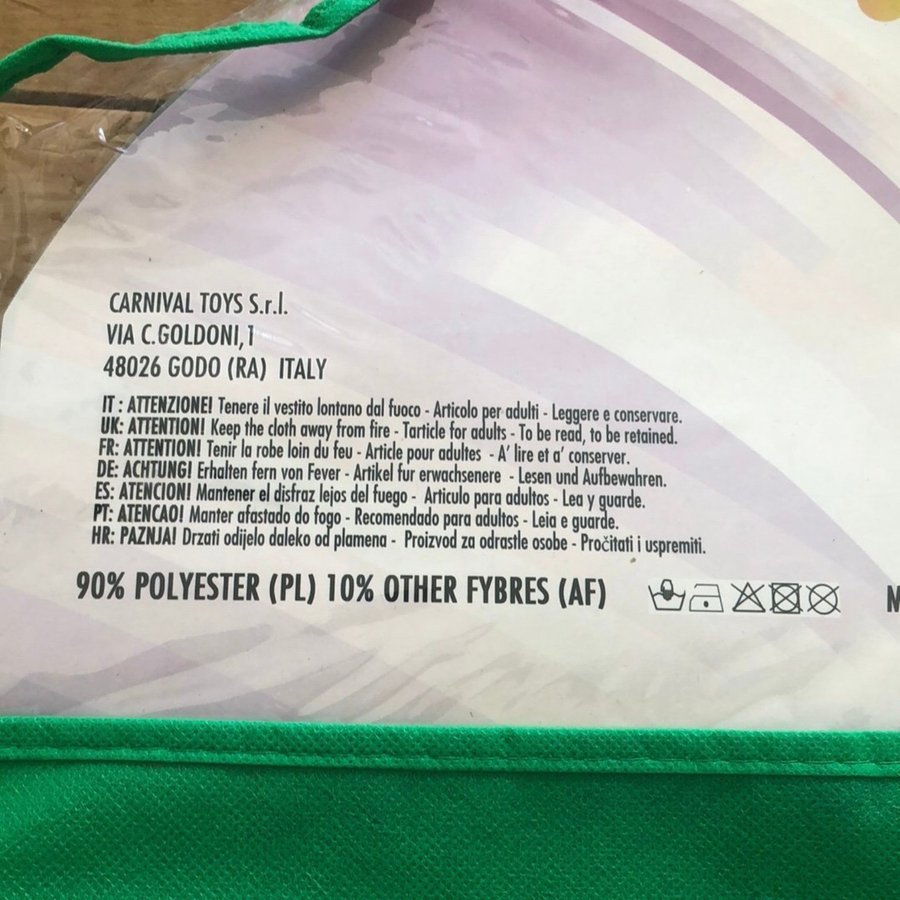 CARNIVAL TOYS S.r.l.
VIA C.GOLDONI,1
48026 GODO (RA) ITALY
IT : ATTENZIONE! Tenere il vestito lontano dal fuoco - Articolo per adulti - Leggere e conservare.
UK: ATTENTION! Keep the cloth away from fire - Tarticle for adults - To be read, to be retained.
FR: ATTENTION! Tenir la robe loin du feu - Article pour adultes - A' lire et a' conserver.
DE: ACHTUNG! Erhalten fern von Fever - Artikel fur erwachsenere - Lesen und Aufbewahren.
ES: ATENCION! Mantener el disfraz lejos del fuego - Articulo para adultos - Lea y guarde.
PT: ATENCAO! Manter afastado do fogo - Recomendado para adultos - Leia e guarde.
HR: PAZNJA! Drzati odijelo daleko od plamena - Proizvod za odrastle osobe - Pročitati i uspremiti.
90% POLYESTER (PL) 10% OTHER FYBRES (AF)